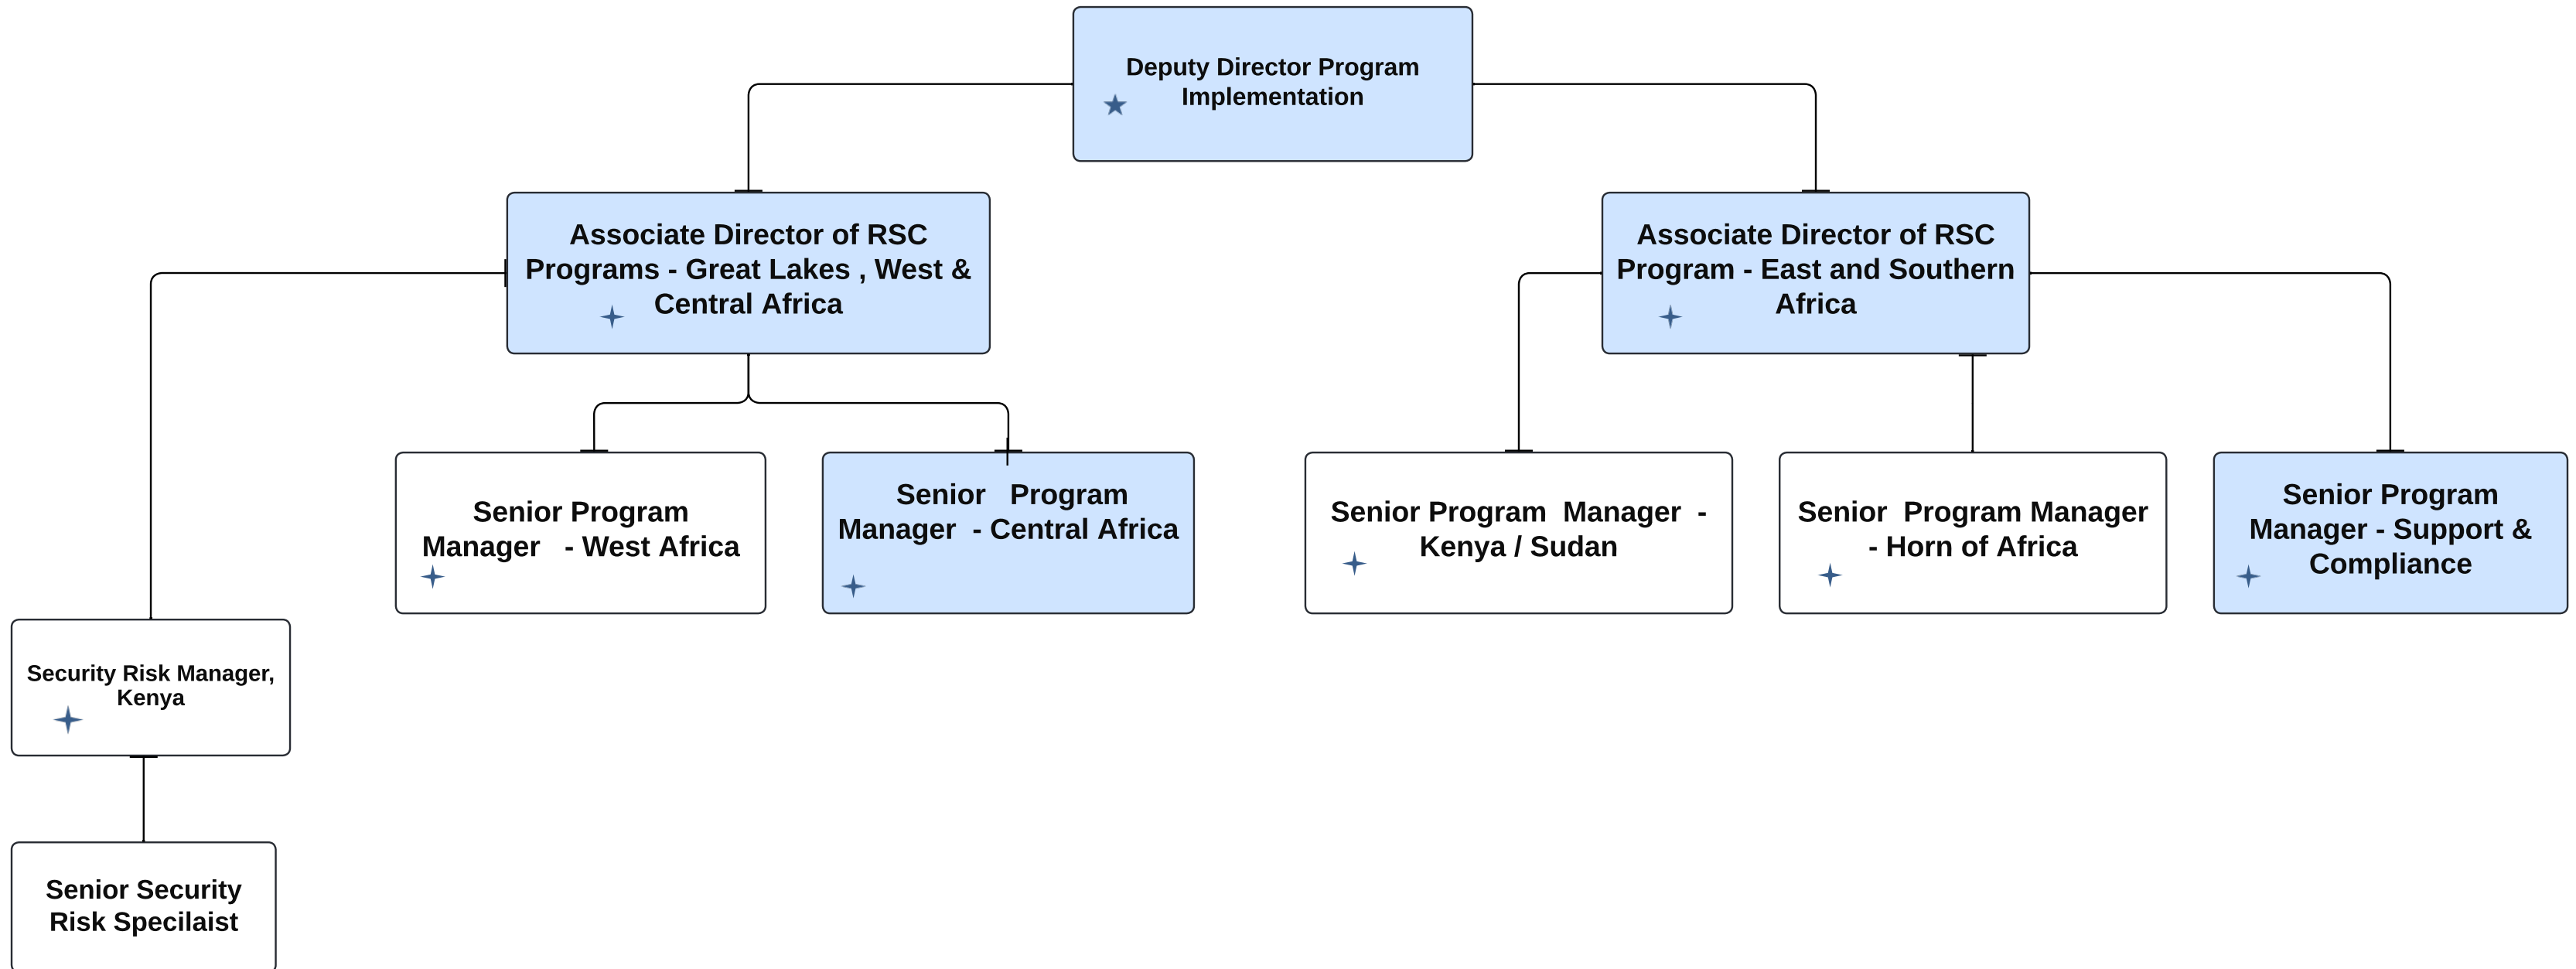 Deputy Director Program
Implementation
Associate Director of RSC
Programs - Great Lakes , West &
Central Africa
Associate Director of RSC
Program - East and Southern
Africa
Senior Program
Manager - West Africa
Senior Program
Manager - Central Africa
Senior Program Manager -
Kenya / Sudan
Senior Program Manager
- Horn of Africa
Senior Program
Manager - Support &
Compliance
Security Risk Manager,
Kenya
Senior Security
Risk Specilaist